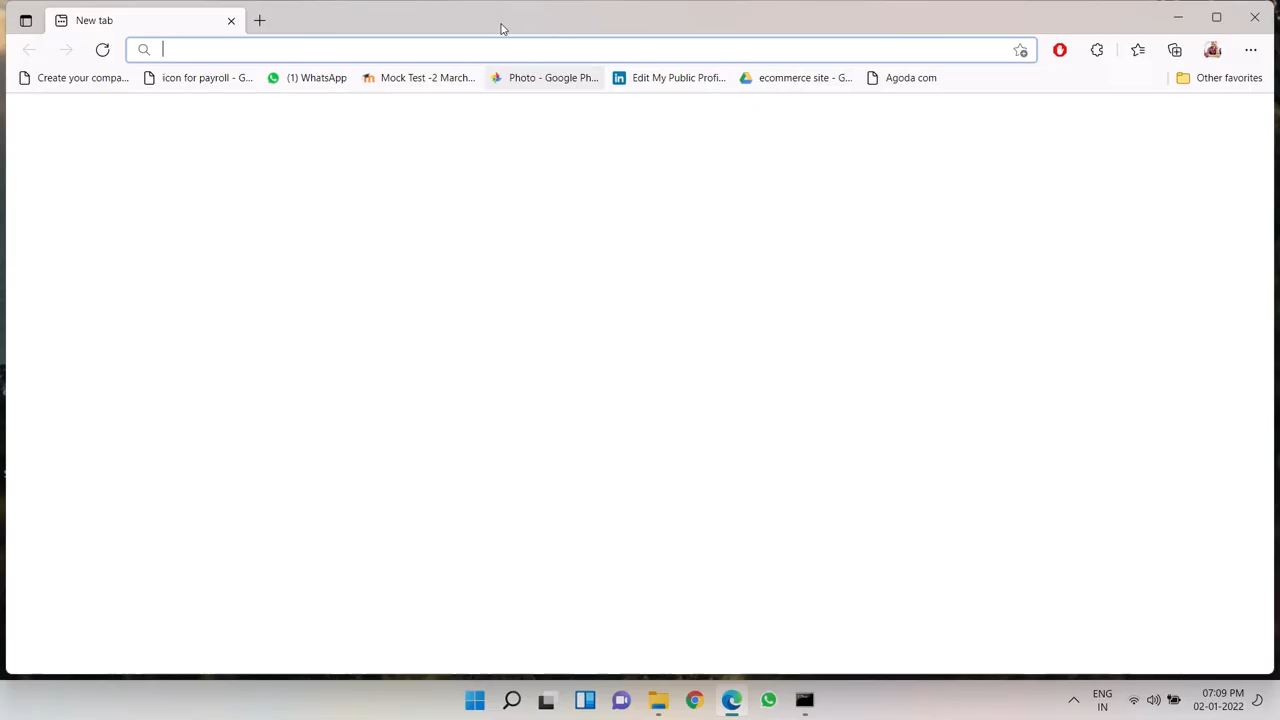 New tab
Create your compa...
icon for payroll - G...
(1) WhatsApp
Mock Test -2 March...
Photo - Google Ph...
Edit My Public Profi...
ecommerce site - G...
Agoda com
Other favorites
ENG
IN
07:09 PM
02-01-2022